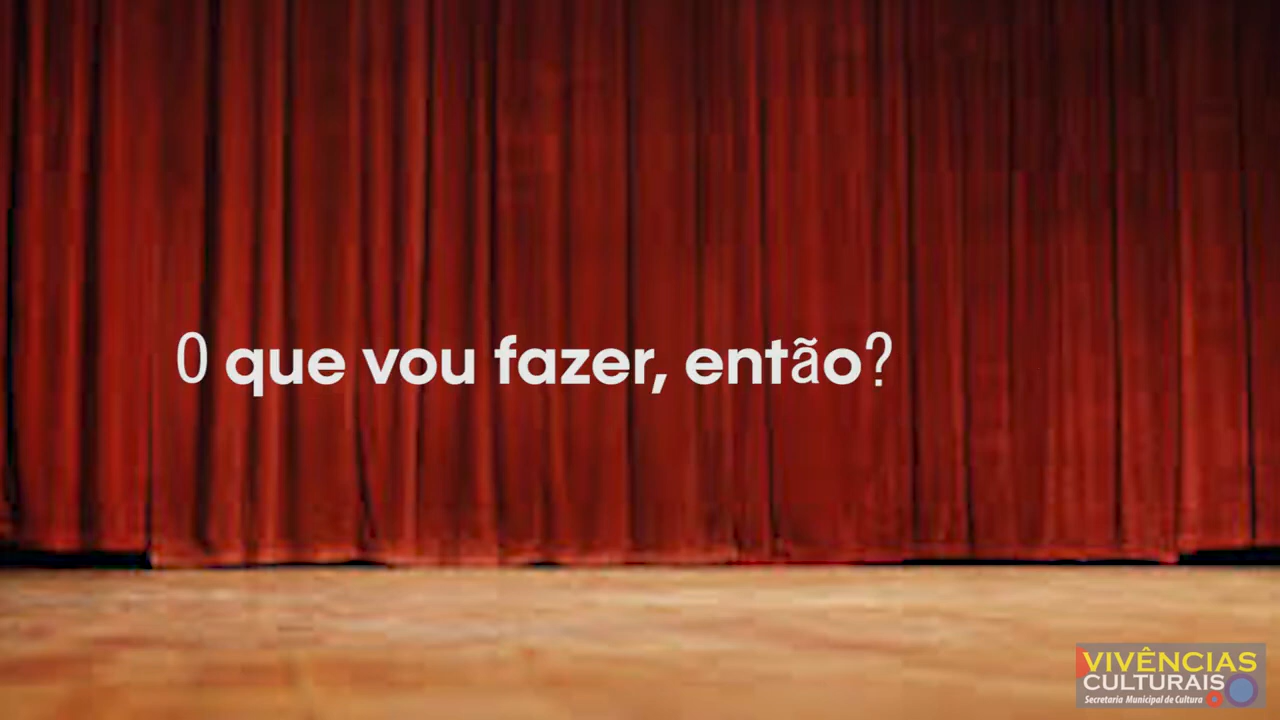 O que vou fazer, então?
VIVÊNCIAS
CULTURAIS
Secretaria Municipal de Cultura